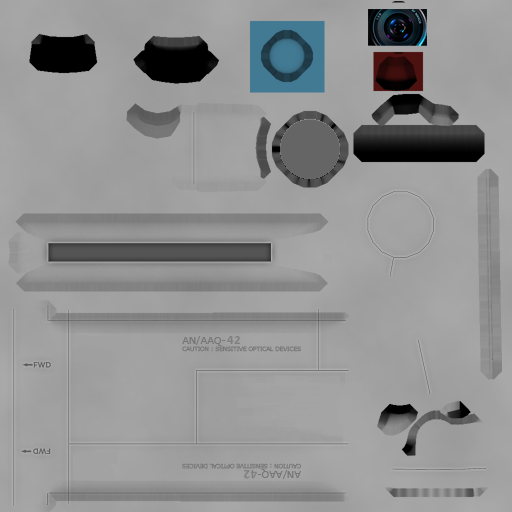 AN/AAQ-42
CAUTION : SENSITIVE OPTICAL DEVICES
FWD
FWD
CAUTION : SENSITIVE OPTICAL DEVICES
AN/AAQ-42